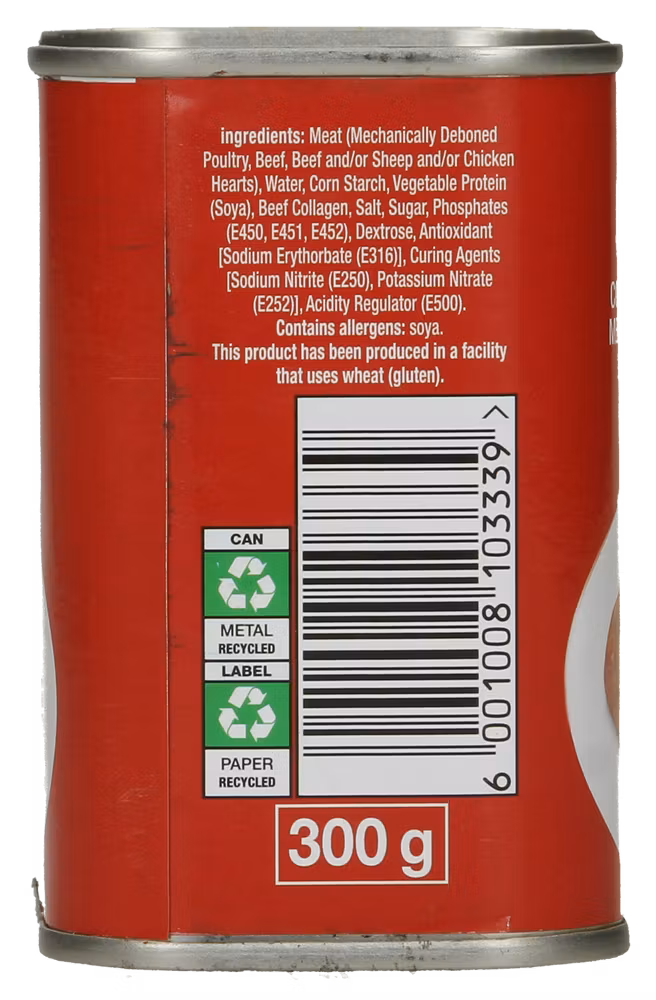 ingredients: Meat (Mechanically Deboned
Poultry, Beef, Beef and/or Sheep and/or Chicken
Hearts), Water, Corn Starch, Vegetable Protein
(Soya), Beef Collagen, Salt, Sugar, Phosphates
(E450, E451, E452), Dextrose, Antioxidant
[Sodium Erythorbate (E316)], Curing Agents
[Sodium Nitrite (E250), Potassium Nitrate
(E252)], Acidity Regulator (E500).
Contains allergens: soya.
This product has been produced in a facility
that uses wheat (gluten).
6 001008 103339 >
CAN
METAL
RECYCLED
LABEL
PAPER
RECYCLED
300 g